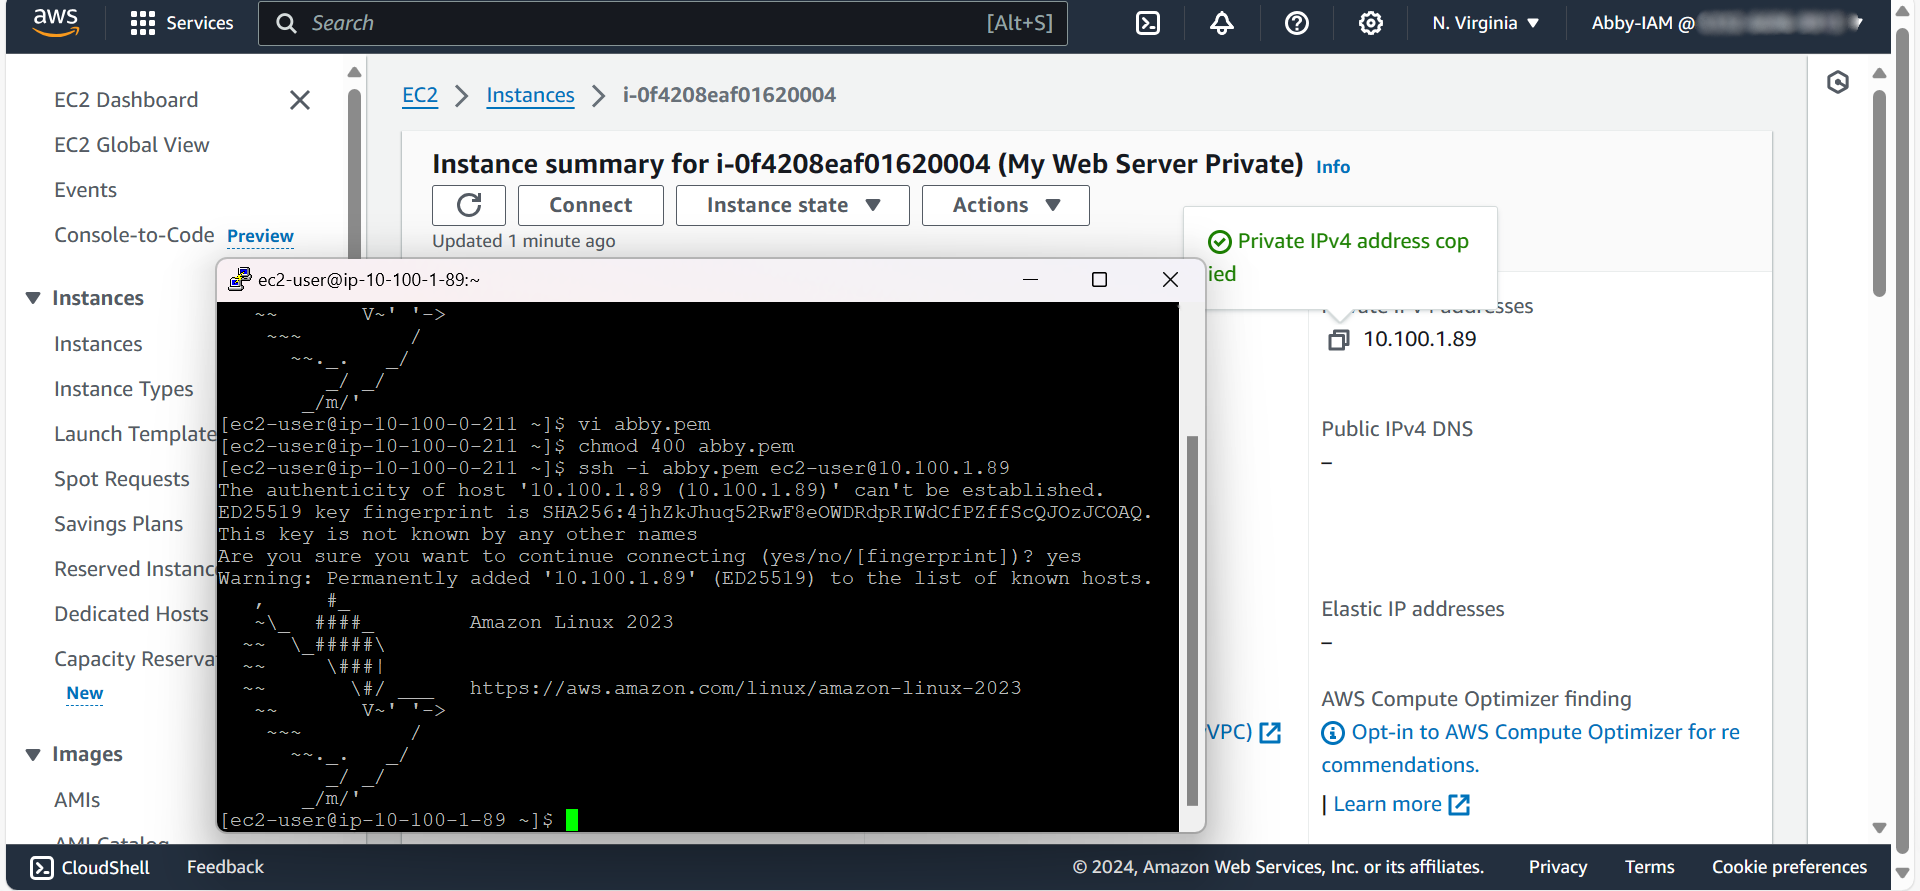 aws
Services
Search
[Alt+S]
N. Virginia
Abby-IAM @
EC2 Dashboard
EC2 Global View
Events
Console-to-Code Preview
Instances
Instances
Instance Types
Launch Template
Spot Requests
Savings Plans
Reserved Instanc
Dedicated Hosts
Capacity Reserva
New
Images
AMIs
AMI Catalog
EC2 > Instances > i-0f4208eaf01620004
Instance summary for i-0f4208eaf01620004 (My Web Server Private) Info
Connect
Instance state
Actions
Updated 1 minute ago
Private IPv4 address cop
ied
Private IPv4 addresses
10.100.1.89
Public IPv4 DNS
–
Elastic IP addresses
–
AWS Compute Optimizer finding
Opt-in to AWS Compute Optimizer for re
commendations.
| Learn more
VPC)
ec2-user@ip-10-100-1-89:~
   ~~       V~' '->
    ~~~         /
      ~~._.   _/
         _/ _/
       _/m/'
[ec2-user@ip-10-100-0-211 ~]$ vi abby.pem
[ec2-user@ip-10-100-0-211 ~]$ chmod 400 abby.pem
[ec2-user@ip-10-100-0-211 ~]$ ssh -i abby.pem ec2-user@10.100.1.89
The authenticity of host '10.100.1.89 (10.100.1.89)' can't be established.
ED25519 key fingerprint is SHA256:4jhZkJhuq52RwF8eOWDRdpRIWdCfPZffScQJOzJCOAQ.
This key is not known by any other names
Are you sure you want to continue connecting (yes/no/[fingerprint])? yes
Warning: Permanently added '10.100.1.89' (ED25519) to the list of known hosts.
   ,     #_
   ~\_  ####_        Amazon Linux 2023
  ~~  \_#####\
  ~~     \###|
  ~~       \#/ ___   https://aws.amazon.com/linux/amazon-linux-2023
   ~~       V~' '->
    ~~~         /
      ~~._.   _/
         _/ _/
       _/m/'
[ec2-user@ip-10-100-1-89 ~]$
CloudShell
Feedback
© 2024, Amazon Web Services, Inc. or its affiliates.
Privacy
Terms
Cookie preferences